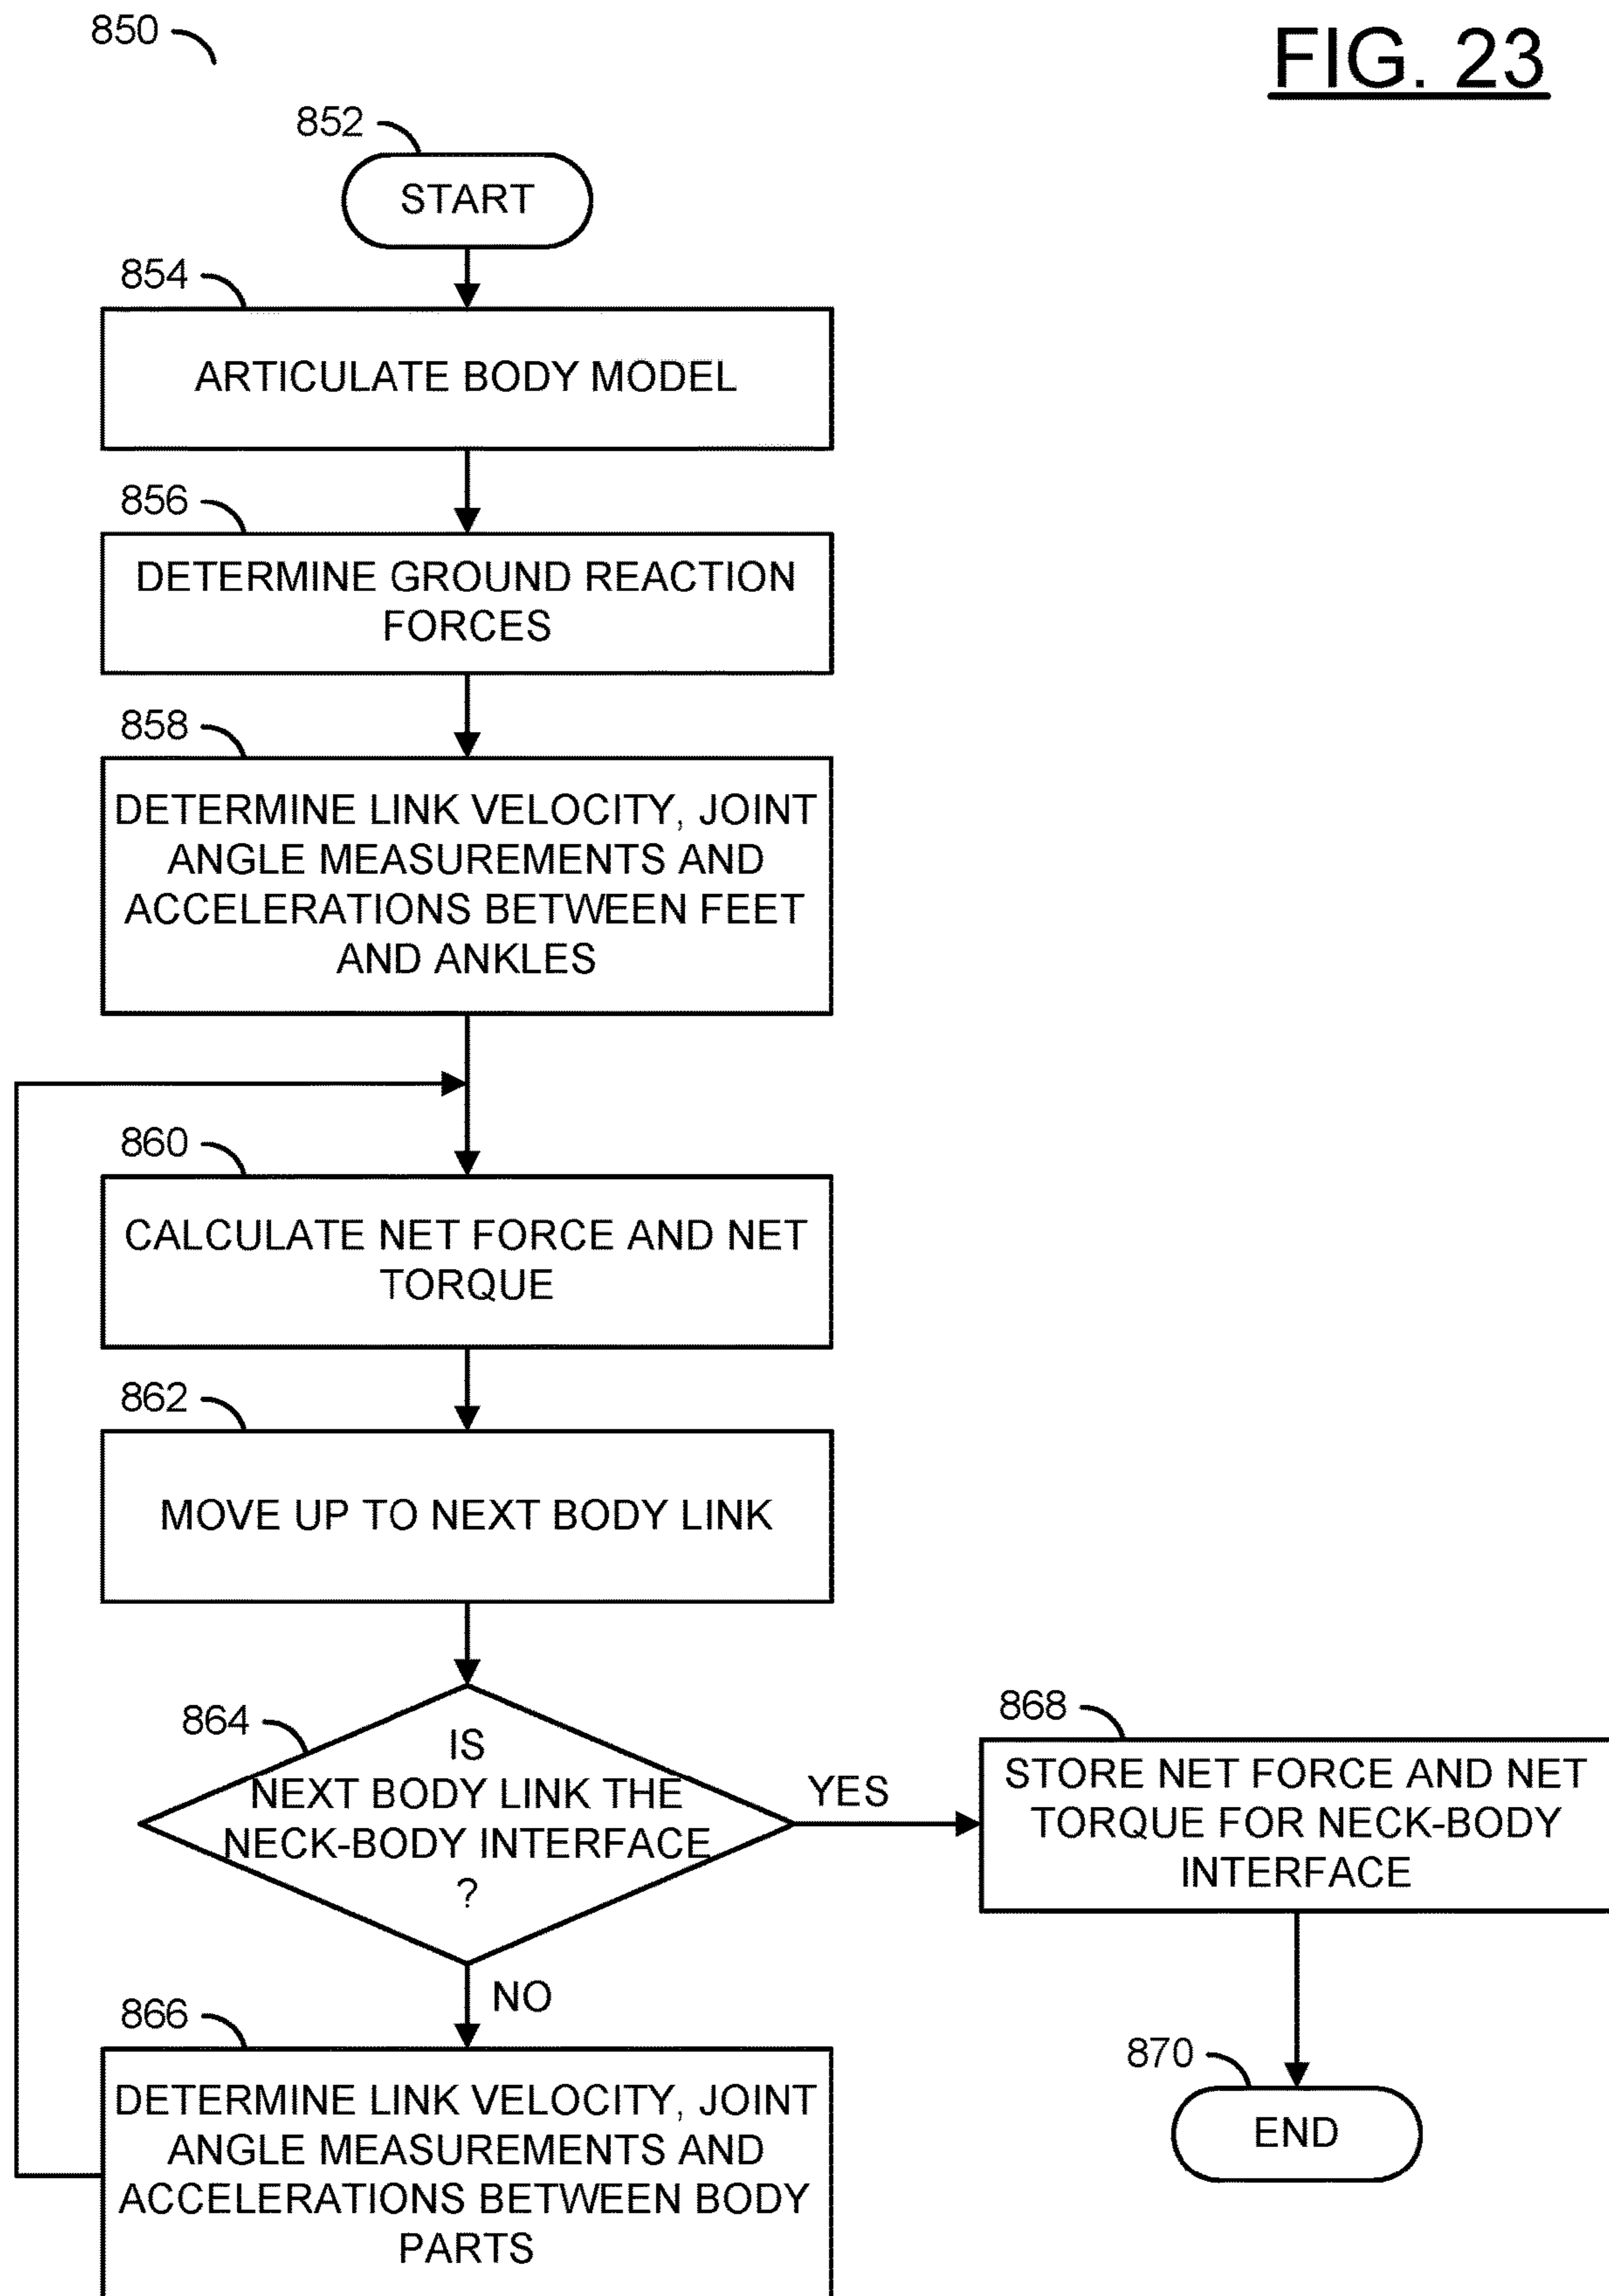 850
FIG. 23
852
START
854
ARTICULATE BODY MODEL
856
DETERMINE GROUND REACTION
FORCES
858
DETERMINE LINK VELOCITY, JOINT
ANGLE MEASUREMENTS AND
ACCELERATIONS BETWEEN FEET
AND ANKLES
860
CALCULATE NET FORCE AND NET
TORQUE
862
MOVE UP TO NEXT BODY LINK
864
IS
NEXT BODY LINK THE
NECK-BODY INTERFACE
?
YES
NO
868
STORE NET FORCE AND NET
TORQUE FOR NECK-BODY
INTERFACE
866
DETERMINE LINK VELOCITY, JOINT
ANGLE MEASUREMENTS AND
ACCELERATIONS BETWEEN BODY
PARTS
870
END